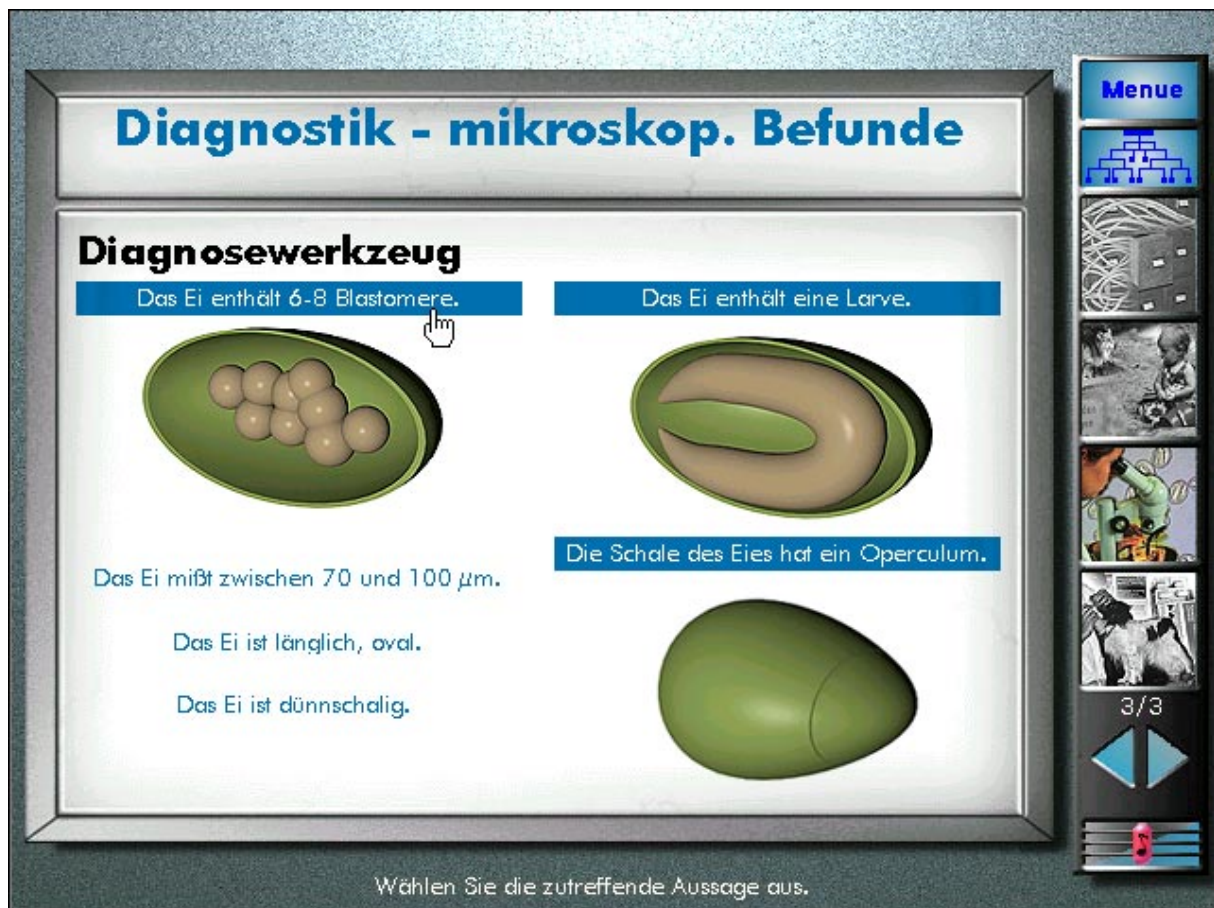 Diagnostik - mikroskop. Befunde
Menue
Diagnosewerkzeug
Das Ei enthält 6-8 Blastomere.
Das Ei enthält eine Larve.
Die Schale des Eies hat ein Operculum.
Das Ei mißt zwischen 70 und 100 µm.
Das Ei ist länglich, oval.
Das Ei ist dünnschalig.
3/3
Wählen Sie die zutreffende Aussage aus.